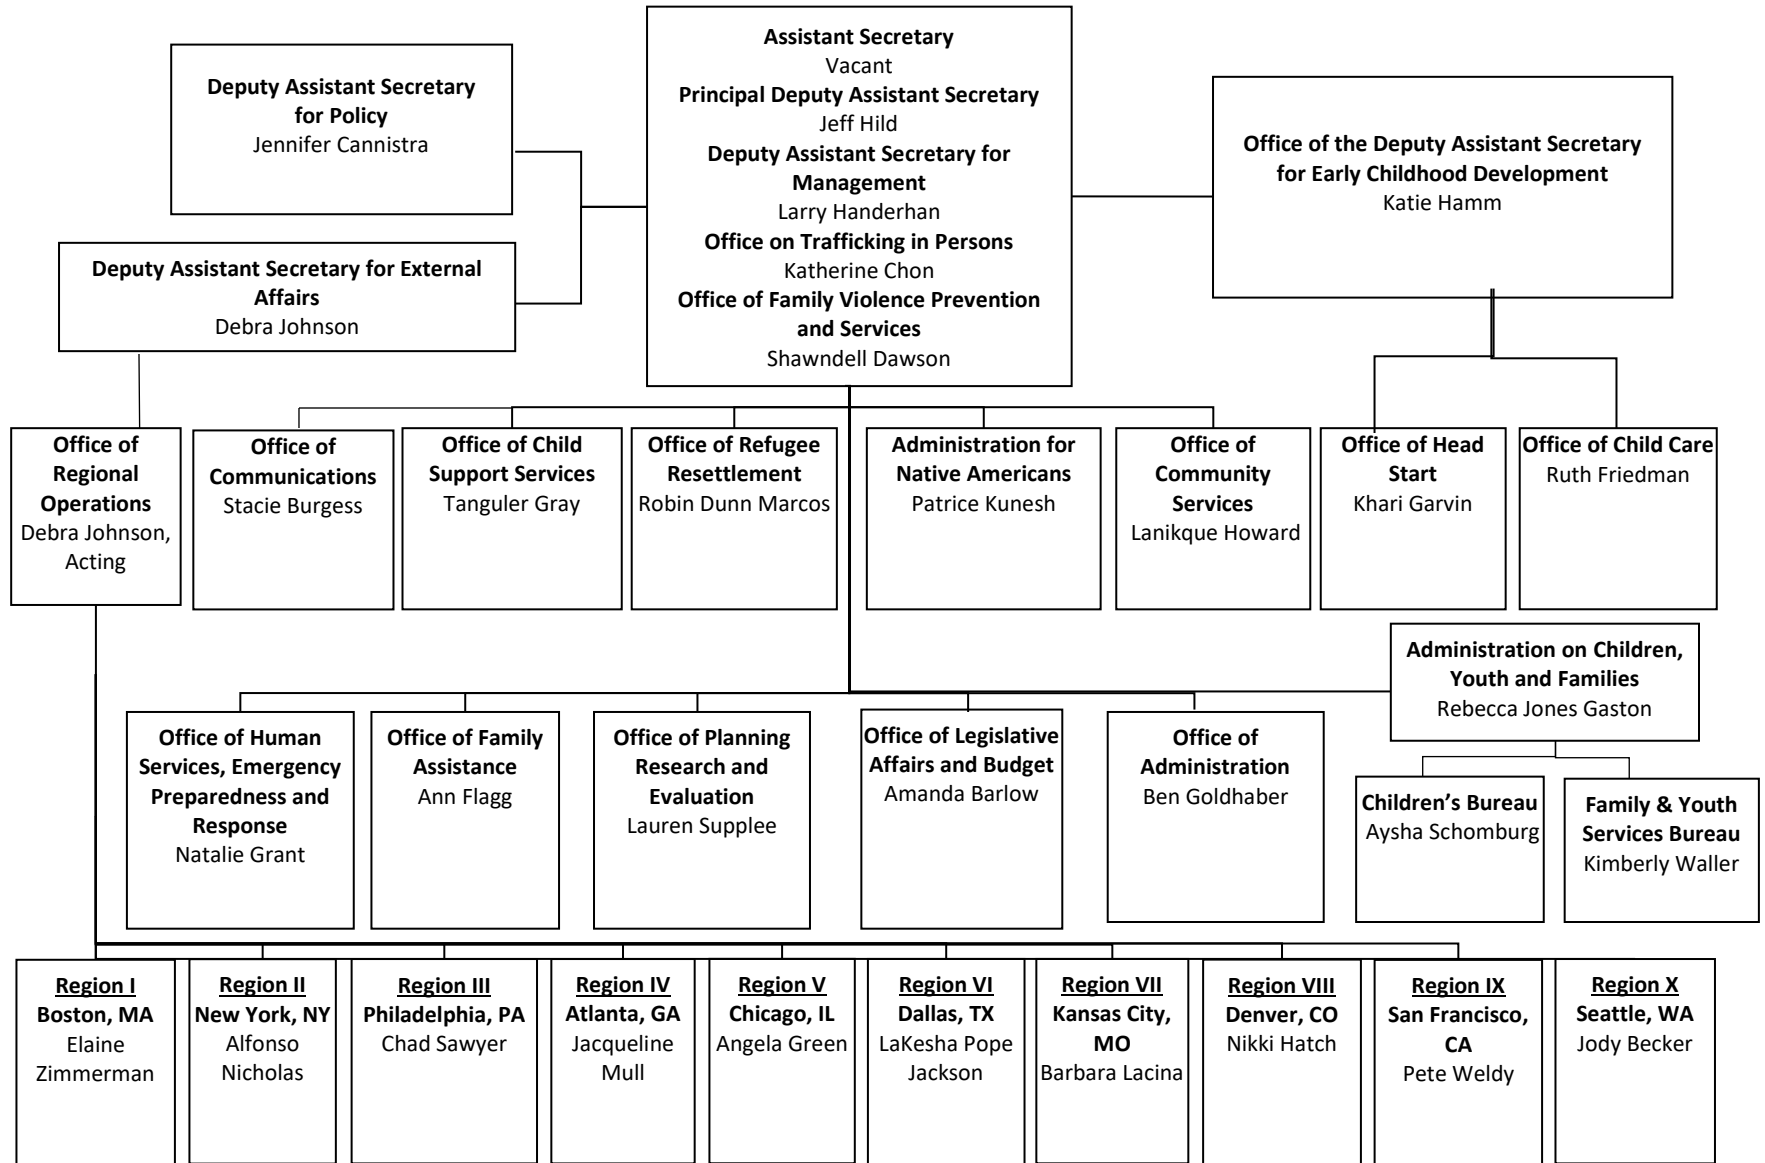 Assistant Secretary
Vacant
Principal Deputy Assistant Secretary
Jeff Hild
Deputy Assistant Secretary for
Management
Larry Handerhan
Office on Trafficking in Persons
Katherine Chon
Office of Family Violence Prevention
and Services
Shawndell Dawson
Deputy Assistant Secretary
for Policy
Jennifer Cannistra
Office of the Deputy Assistant Secretary
for Early Childhood Development
Katie Hamm
Deputy Assistant Secretary for External
Affairs
Debra Johnson
Office of
Regional
Operations
Debra Johnson,
Acting
Office of
Communications
Stacie Burgess
Office of Child
Support Services
Tanguler Gray
Office of Refugee
Resettlement
Robin Dunn Marcos
Administration for
Native Americans
Patrice Kunesh
Office of
Community
Services
Lanikque Howard
Office of Head
Start
Khari Garvin
Office of Child Care
Ruth Friedman
Administration on Children,
Youth and Families
Rebecca Jones Gaston
Office of Human
Services, Emergency
Preparedness and
Response
Natalie Grant
Office of Family
Assistance
Ann Flagg
Office of Planning
Research and
Evaluation
Lauren Supplee
Office of Legislative
Affairs and Budget
Amanda Barlow
Office of
Administration
Ben Goldhaber
Children’s Bureau
Aysha Schomburg
Family & Youth
Services Bureau
Kimberly Waller
Region I
Boston, MA
Elaine
Zimmerman
Region II
New York, NY
Alfonso
Nicholas
Region III
Philadelphia, PA
Chad Sawyer
Region IV
Atlanta, GA
Jacqueline
Mull
Region V
Chicago, IL
Angela Green
Region VI
Dallas, TX
LaKesha Pope
Jackson
Region VII
Kansas City,
MO
Barbara Lacina
Region VIII
Denver, CO
Nikki Hatch
Region IX
San Francisco,
CA
Pete Weldy
Region X
Seattle, WA
Jody Becker